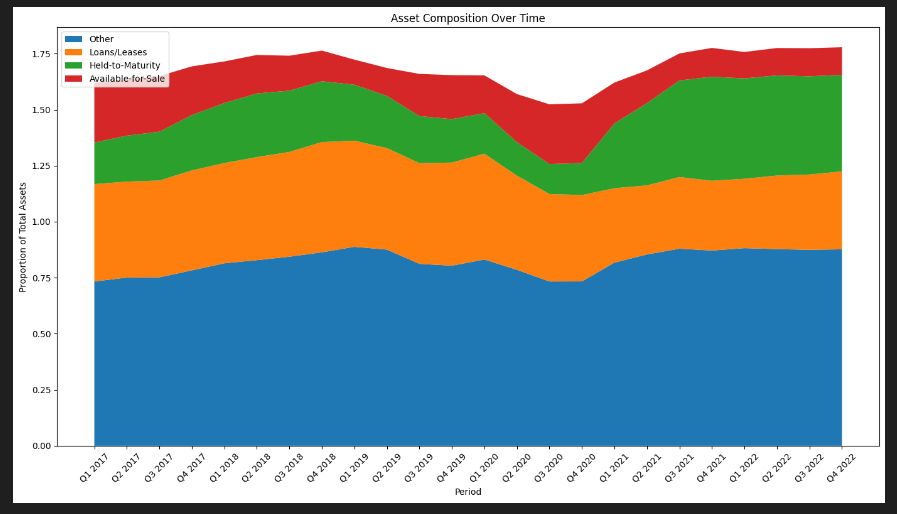 Asset Composition Over Time
Other
Loans/Leases
Held-to-Maturity
Available-for-Sale
Proportion of Total Assets
1.75
1.50
1.25
1.00
0.75
0.50
0.25
0.00
Q1 2017 Q2 2017 Q3 2017 Q4 2017 Q1 2018 Q2 2018 Q3 2018 Q4 2018 Q1 2019 Q2 2019 Q3 2019 Q4 2019 Q1 2020 Q2 2020 Q3 2020 Q4 2020 Q1 2021 Q2 2021 Q3 2021 Q4 2021 Q1 2022 Q2 2022 Q3 2022 Q4 2022
Period